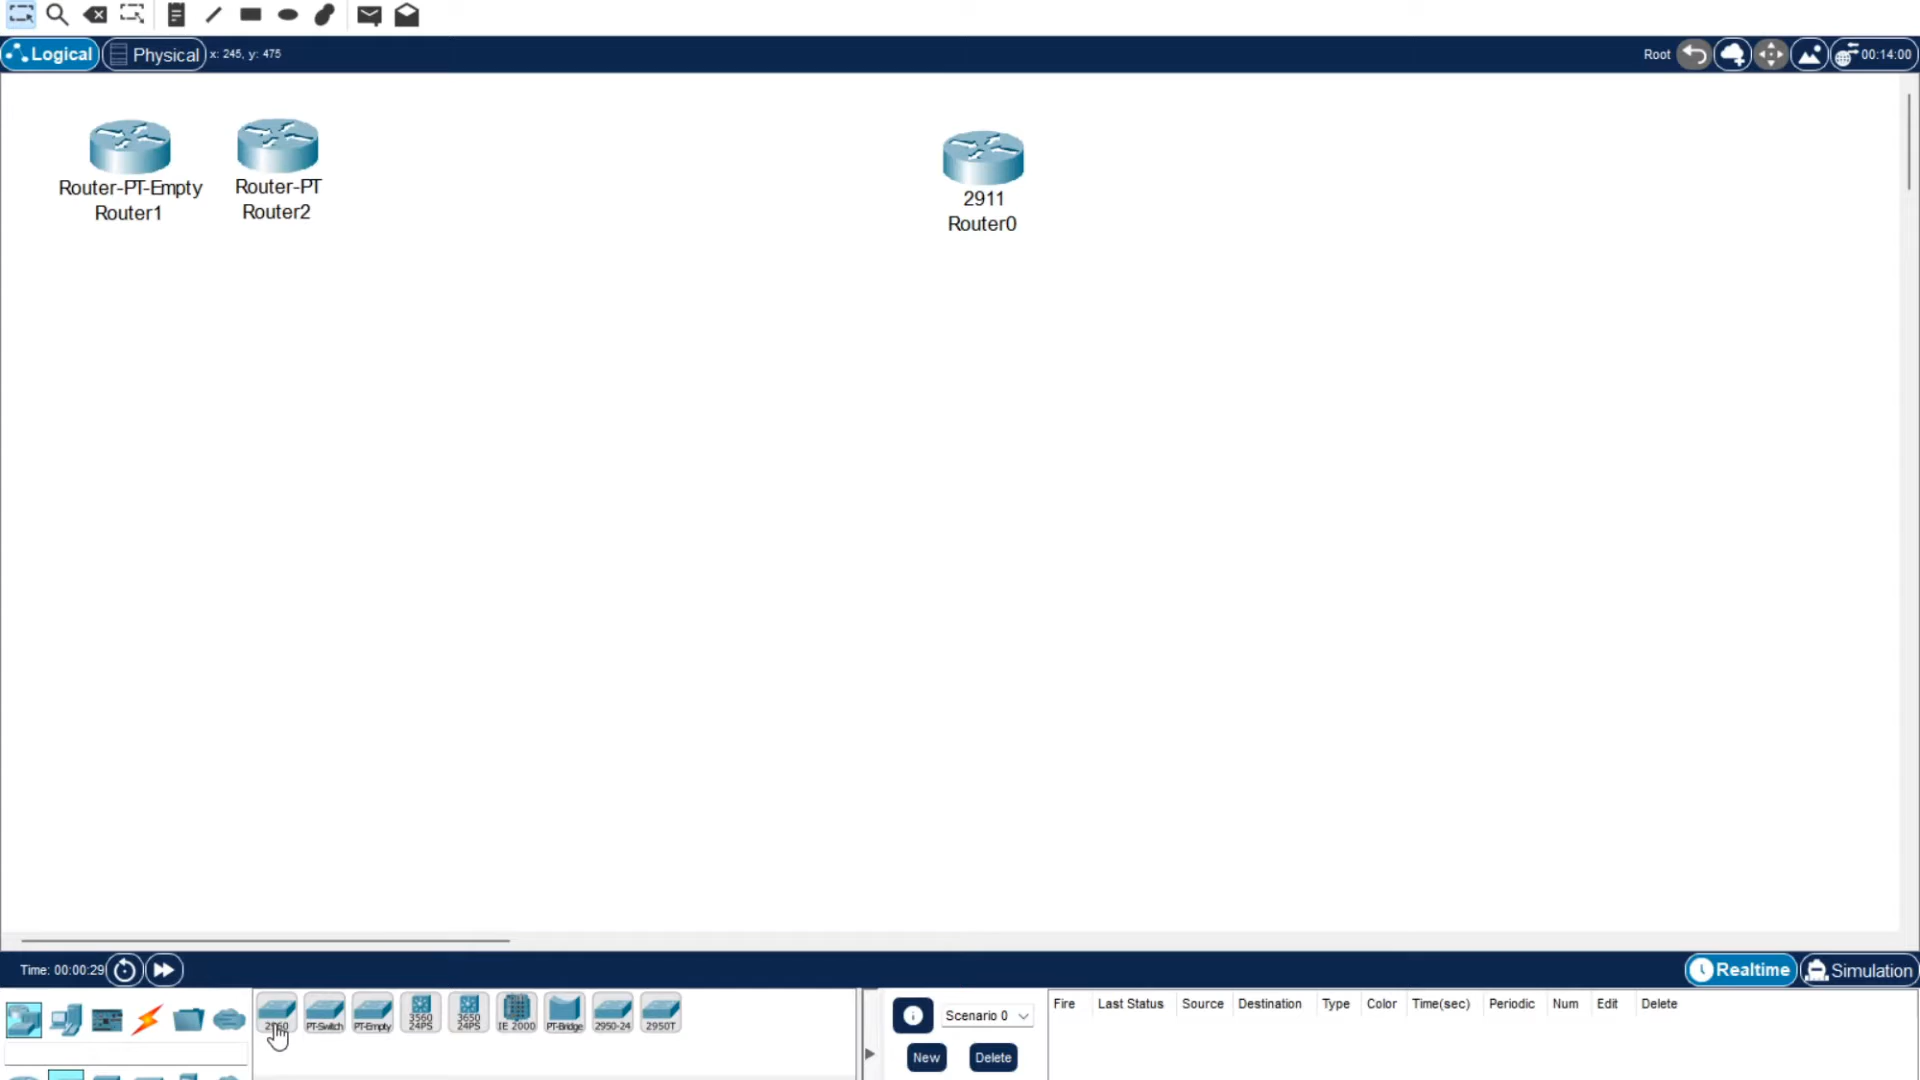 Logical
Physical
x: 245, y: 475
Root
00:14:00
Router-PT-Empty
Router1
Router-PT
Router2
2911
Router0
Time: 00:00:29
Realtime
Simulation
2960
PT-Switch
PT-Empty
3560
24PS
3650
24PS
IE 2000
PT-Bridge
2950-24
2950T
Scenario 0
New
Delete
Fire Last Status Source Destination Type Color Time(sec) Periodic Num Edit Delete